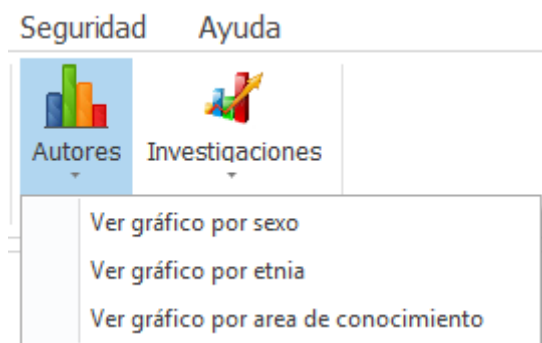 Seguridad Ayuda
Autores Investigaciones
Ver gráfico por sexo
Ver gráfico por etnia
Ver gráfico por area de conocimiento